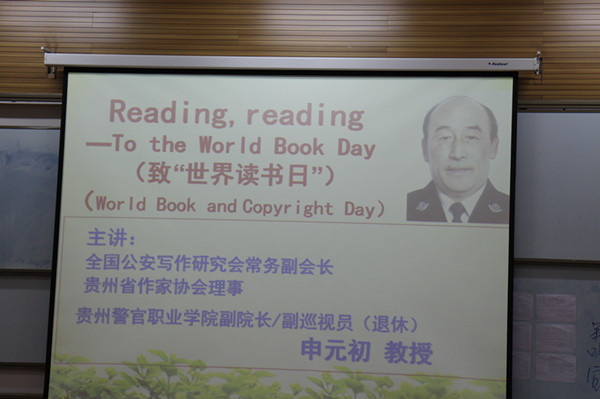 Reading, reading
—To the World Book Day
（致“世界读书日”）
(World Book and Copyright Day)
主讲：
全国公安写作研究会常务副会长
贵州省作家协会理事
贵州警官职业学院副院长/副巡视员（退休）
申元初 教授